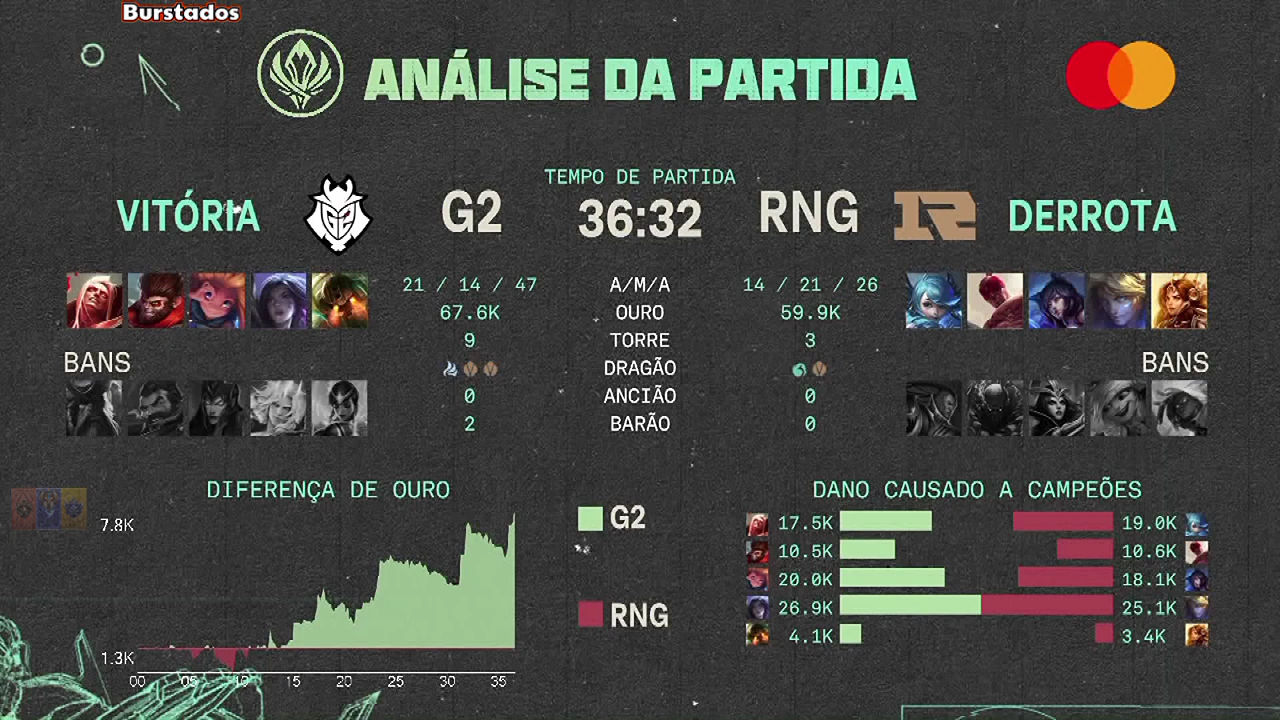 Burstados
ANÁLISE DA PARTIDA
TEMPO DE PARTIDA
VITÓRIA G2 36:32 RNG DERROTA
21 / 14 / 47 A/M/A 14 / 21 / 26
67.6K OURO 59.9K
9 TORRE 3
BANS DRAGÃO BANS
0 ANCIÃO 0
2 BARÃO 0
DIFERENÇA DE OURO
7.8K
1.3K
00 05 10 15 20 25 30 35
G2
RNG
DANO CAUSADO A CAMPEÕES
17.5K 19.0K
10.5K 10.6K
20.0K 18.1K
26.9K 25.1K
4.1K 3.4K